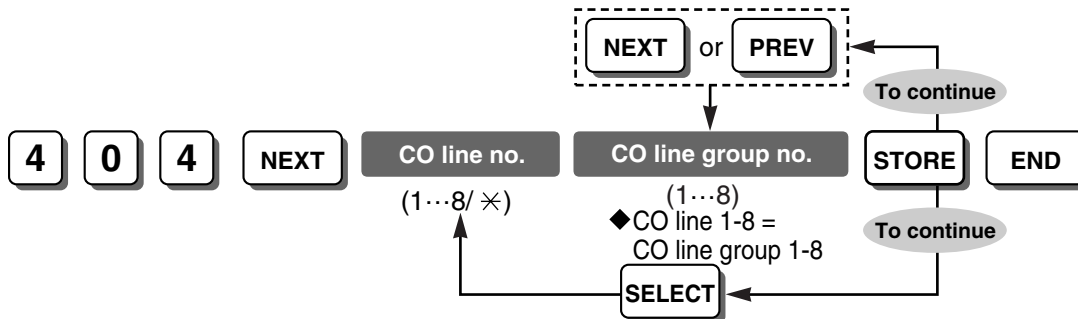 NEXT or PREV
To continue
4 0 4 NEXT CO line no. CO line group no. STORE END
(1···8/ ✳) (1···8)
◆CO line 1-8 =
CO line group 1-8
To continue
SELECT